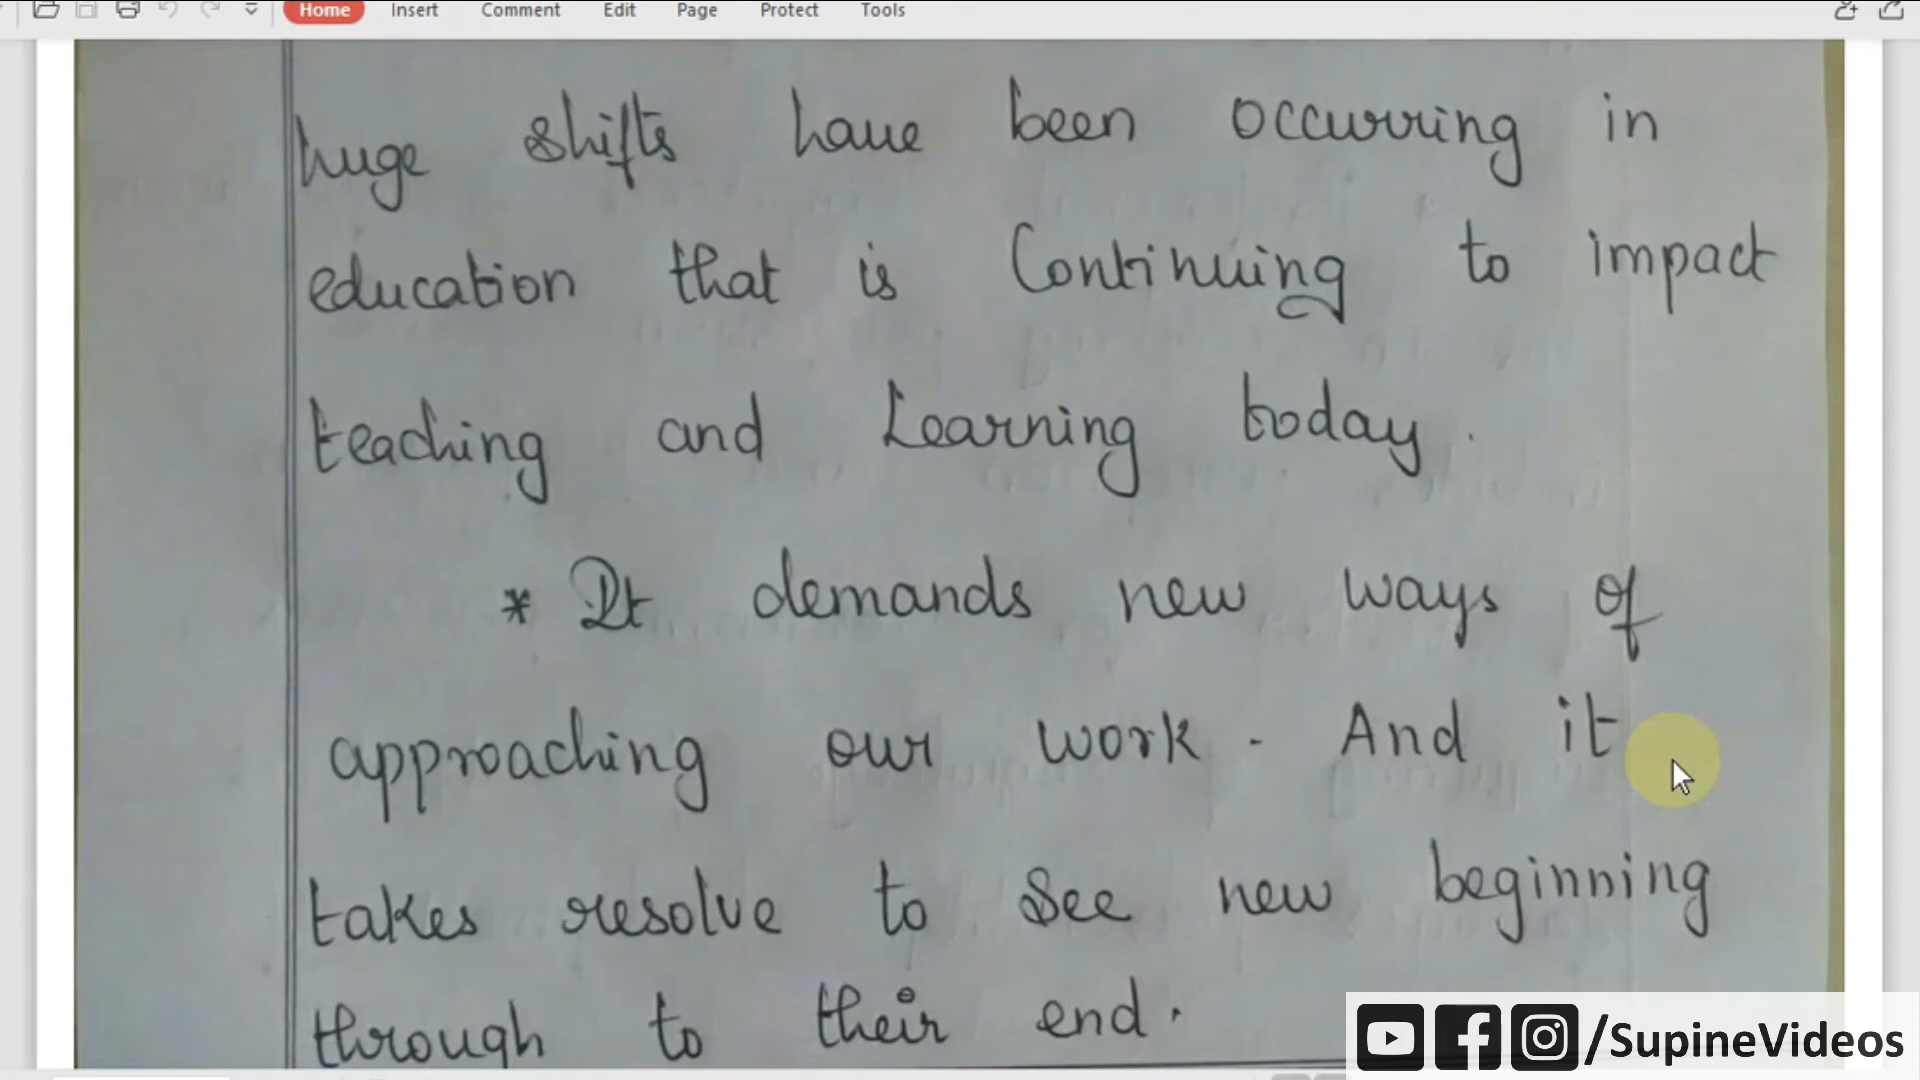 Home Insert Comment Edit Page Protect Tools
huge shifts have been occurring in
education that is Continuing to impact
teaching and Learning today.
* It demands new ways of
approaching our work. And it
takes resolve to see new beginning
through to their end.
/SupineVideos